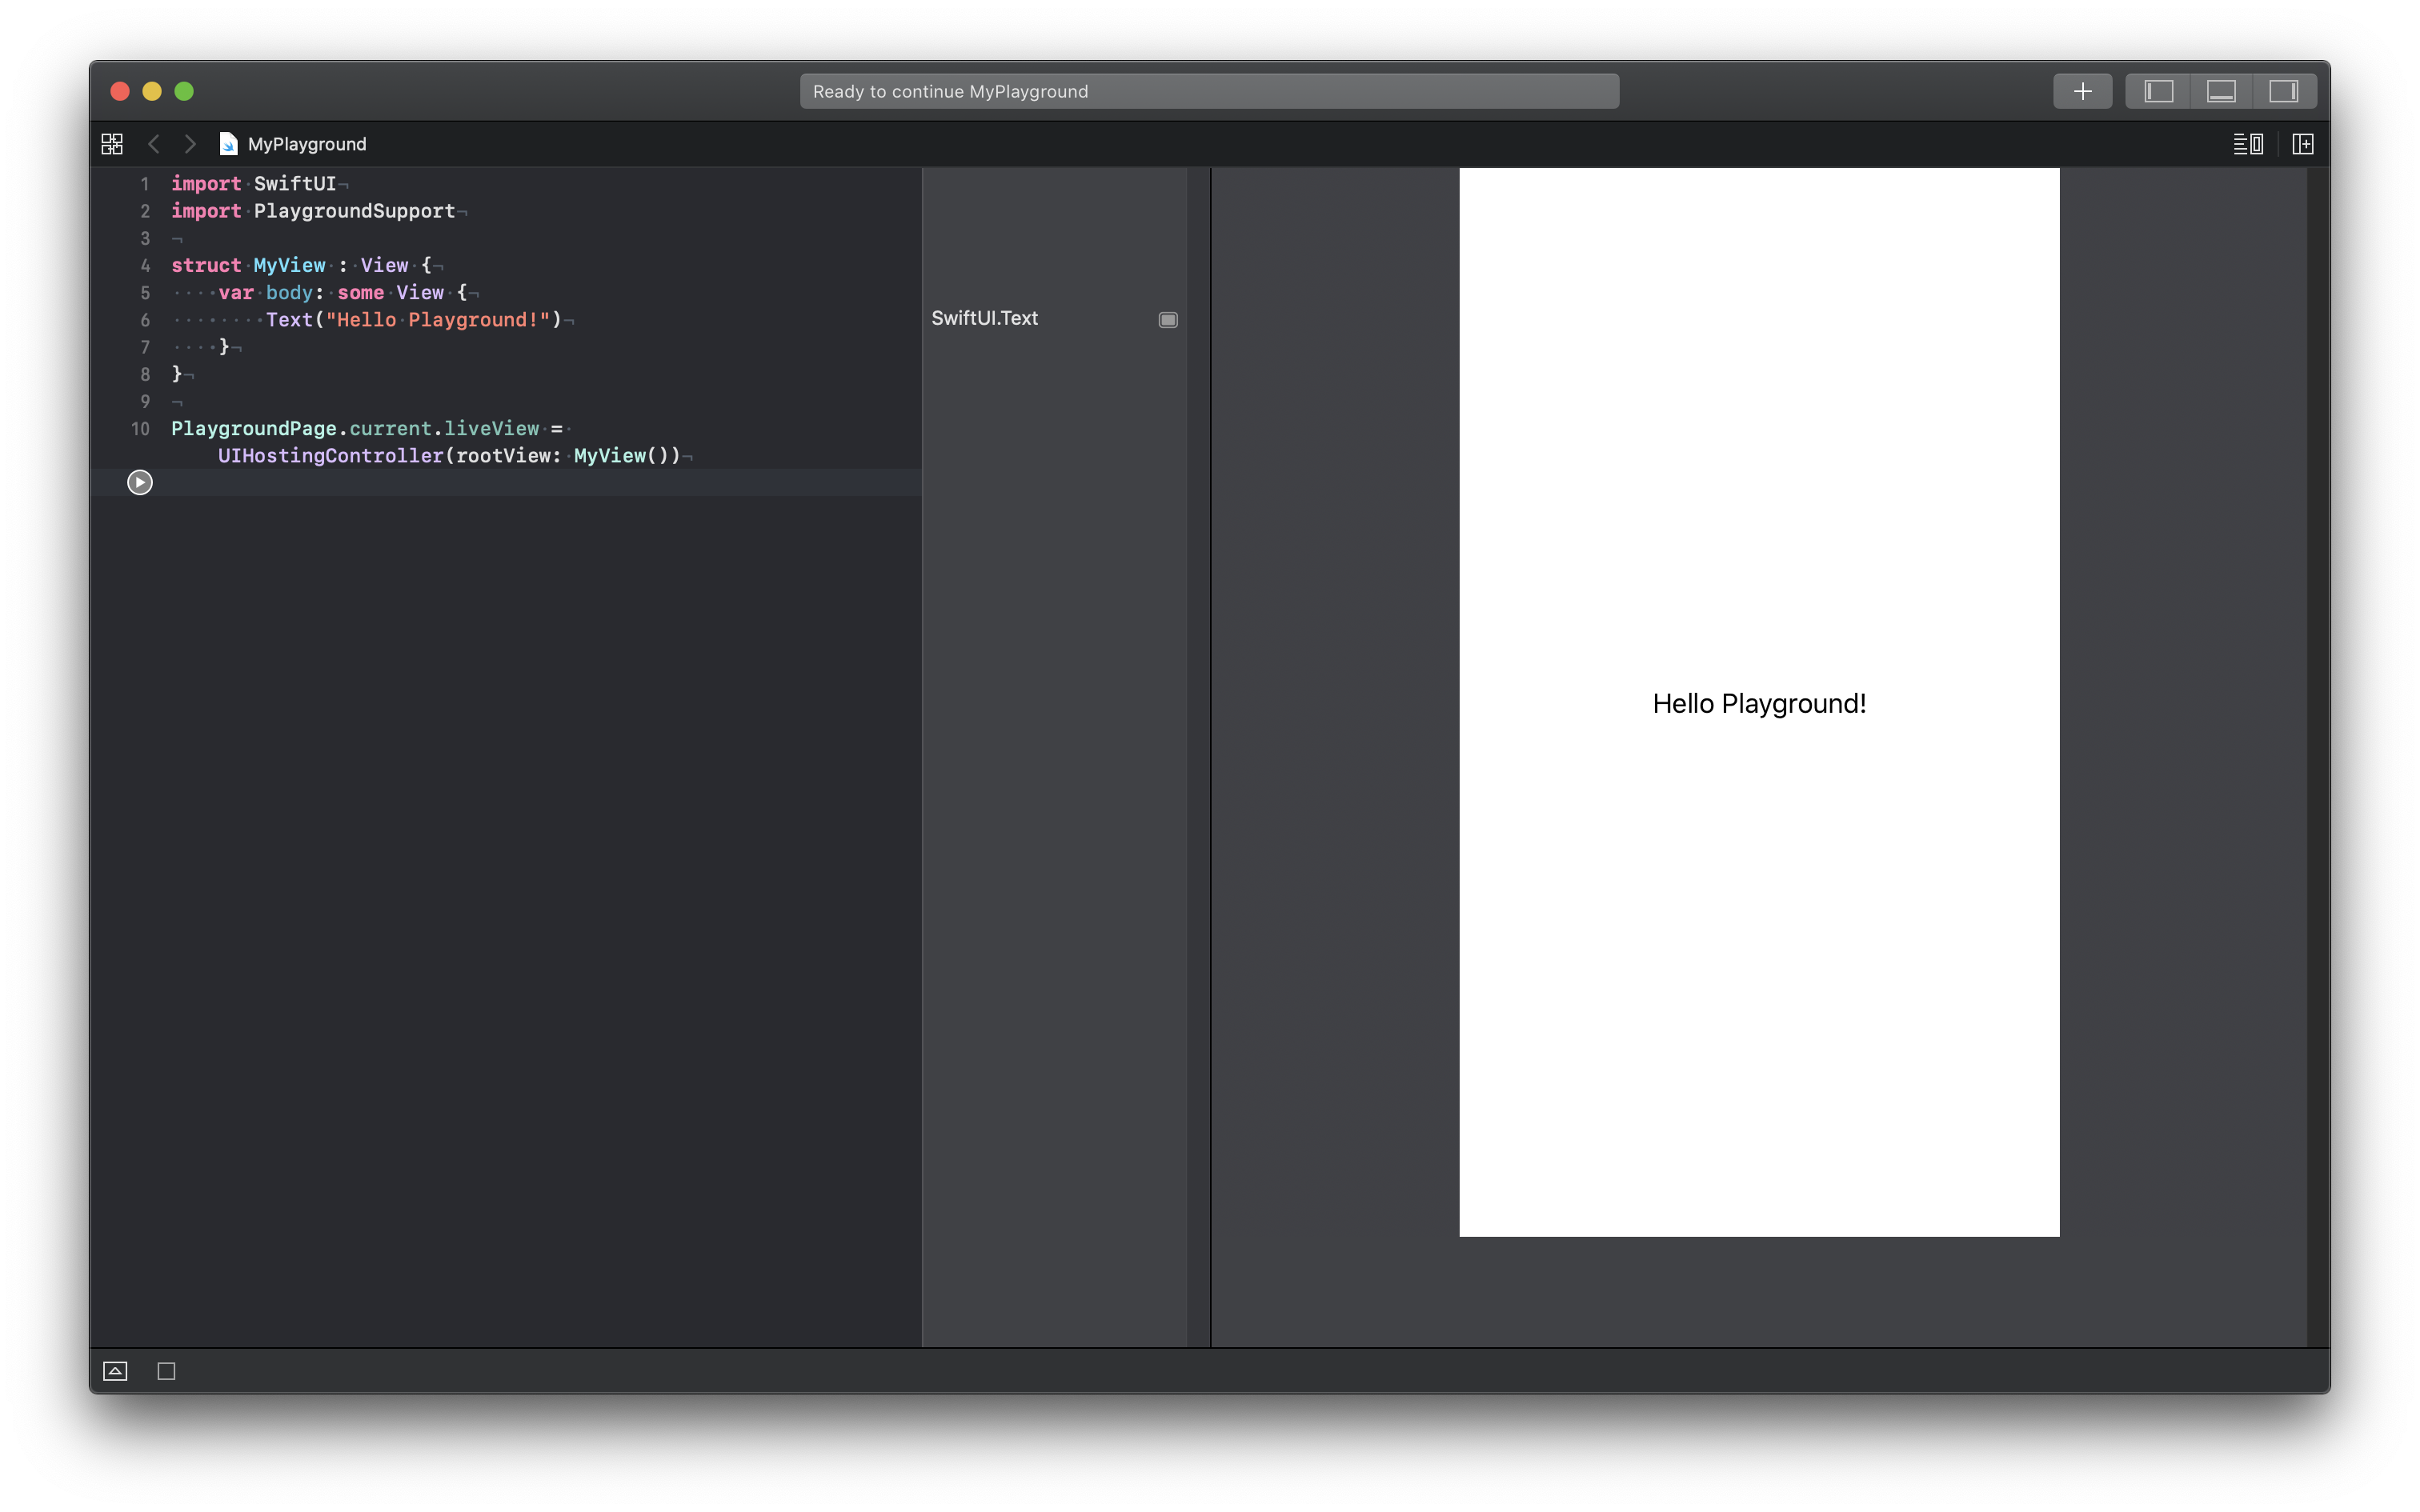 Ready to continue MyPlayground
MyPlayground
1 import SwiftUI
2 import PlaygroundSupport
3
4 struct MyView : View {
5     var body: some View {
6         Text("Hello Playground!")
7     }
8 }
9
10 PlaygroundPage.current.liveView =
    UIHostingController(rootView: MyView())
SwiftUI.Text
Hello Playground!